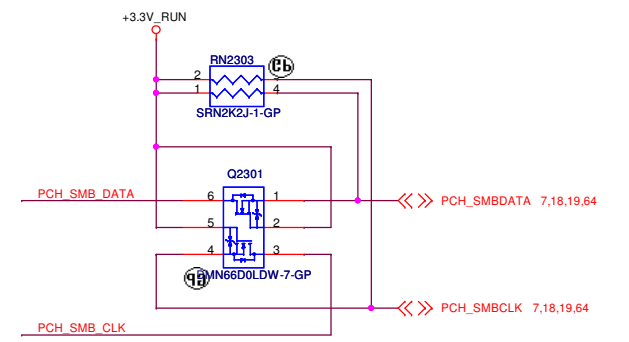 +3.3V_RUN
RN2303
2 3
1 4
SRN2K2J-1-GP
Q2301
PCH_SMB_DATA 6 1 PCH_SMBDATA 7,18,19,64
5 2
4 3
DMN66D0LDW-7-GP
PCH_SMBCLK 7,18,19,64
PCH_SMB_CLK